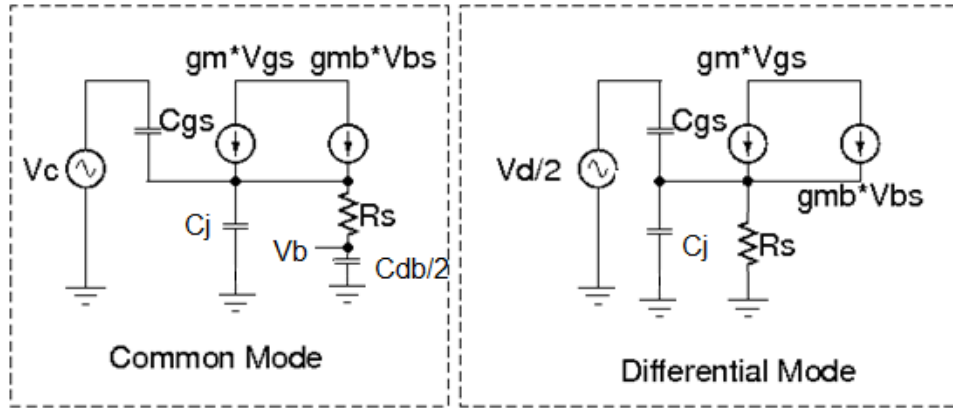 gm*Vgs gmb*Vbs
Cgs
Vc
Cj
Rs
Vb
Cdb/2
Common Mode
gm*Vgs
Cgs
Vd/2
gmb*Vbs
Cj
Rs
Differential Mode